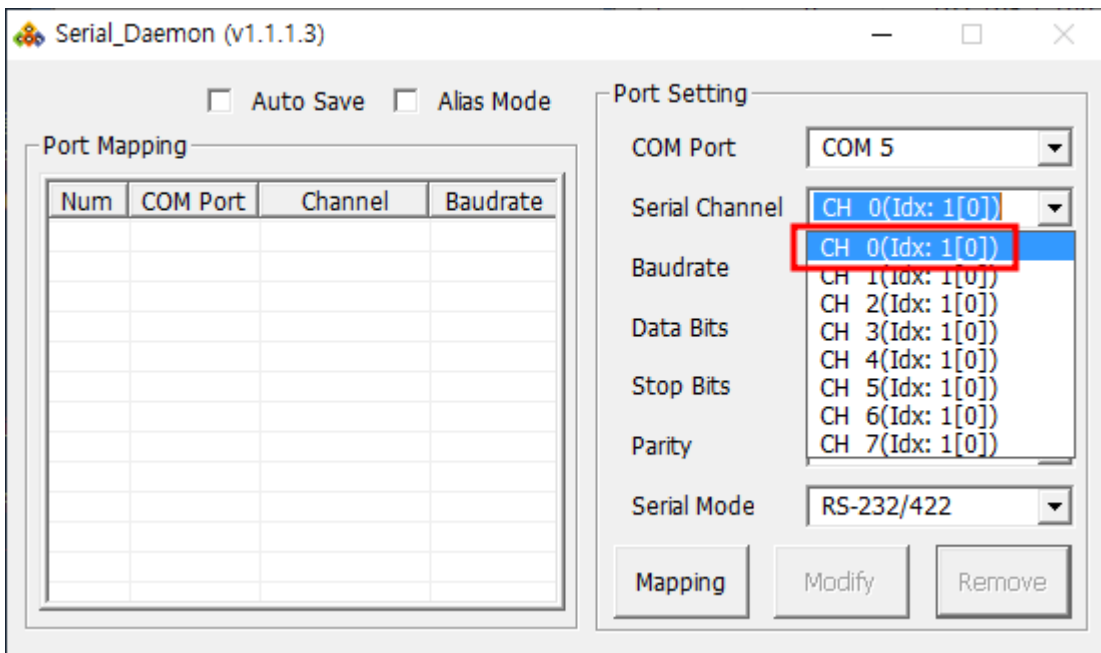 Serial_Daemon (v1.1.1.3)
Auto Save Alias Mode
Port Mapping
Num COM Port Channel Baudrate
Port Setting
COM Port COM 5
Serial Channel CH 0(Idx: 1[0])
CH 0(Idx: 1[0])
CH 1(Idx: 1[0])
CH 2(Idx: 1[0])
CH 3(Idx: 1[0])
CH 4(Idx: 1[0])
CH 5(Idx: 1[0])
CH 6(Idx: 1[0])
CH 7(Idx: 1[0])
Baudrate
Data Bits
Stop Bits
Parity
Serial Mode RS-232/422
Mapping Modify Remove